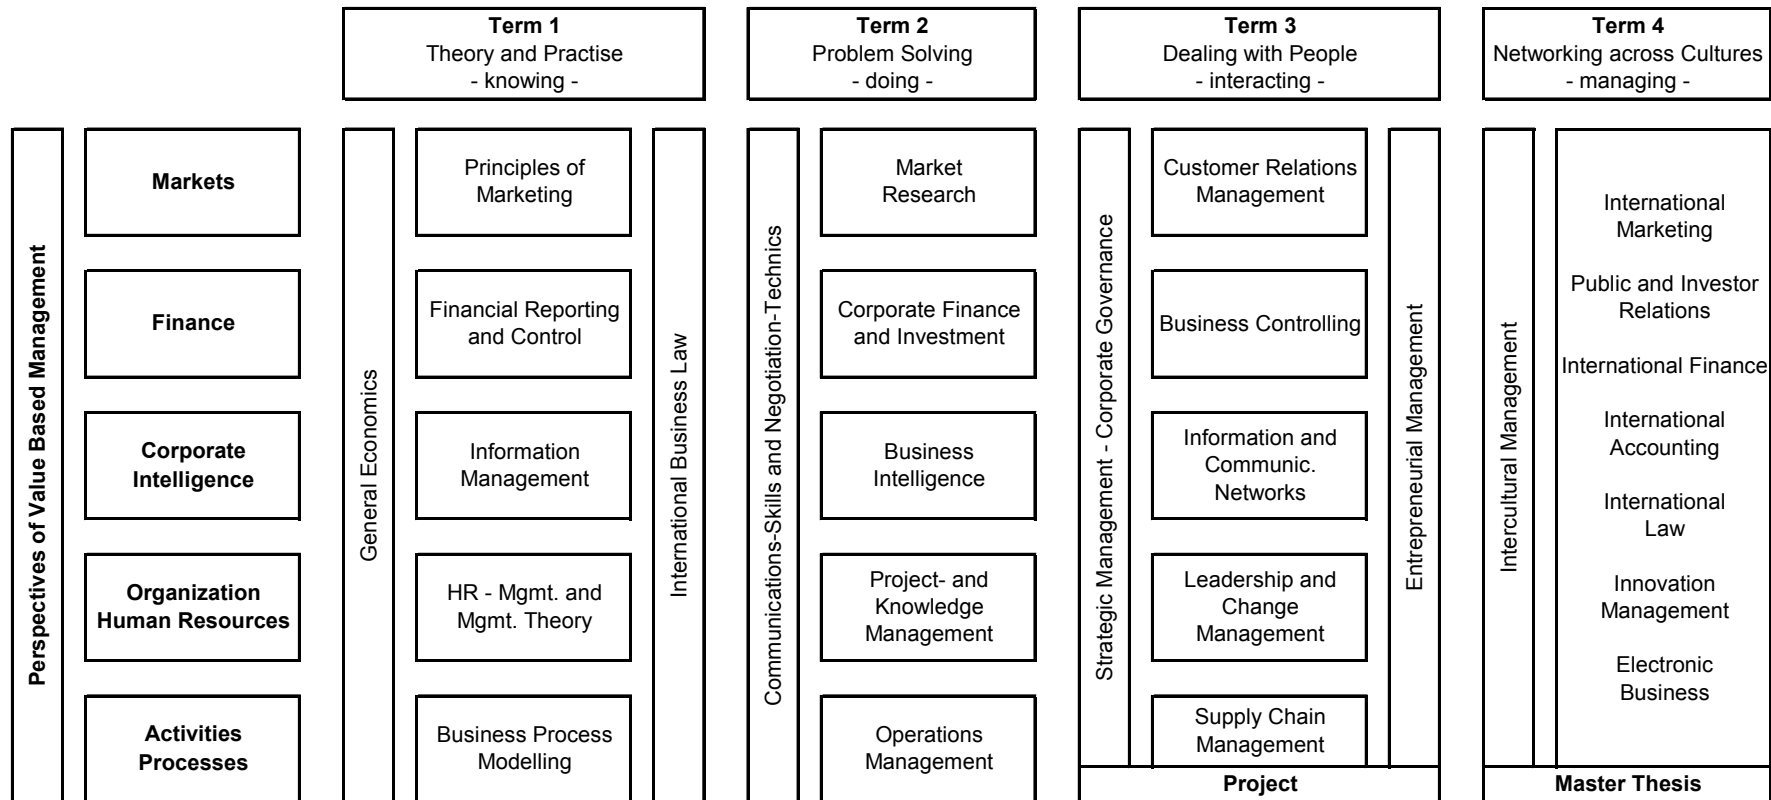 Term 1
Theory and Practise
- knowing -
Term 2
Problem Solving
- doing -
Term 3
Dealing with People
- interacting -
Term 4
Networking across Cultures
- managing -
Perspectives of Value Based Management
Markets
Finance
Corporate
Intelligence
Organization
Human Resources
Activities
Processes
General Economics
Principles of
Marketing
Financial Reporting
and Control
Information
Management
HR - Mgmt. and
Mgmt. Theory
Business Process
Modelling
International Business Law
Communications-Skills and Negotiation-Technics
Market
Research
Corporate Finance
and Investment
Business
Intelligence
Project- and
Knowledge
Management
Operations
Management
Strategic Management - Corporate Governance
Customer Relations
Management
Business Controlling
Information and
Communic.
Networks
Leadership and
Change
Management
Supply Chain
Management
Entrepreneurial Management
Project
Intercultural Management
International
Marketing
Public and Investor
Relations
International Finance
International
Accounting
International
Law
Innovation
Management
Electronic
Business
Master Thesis